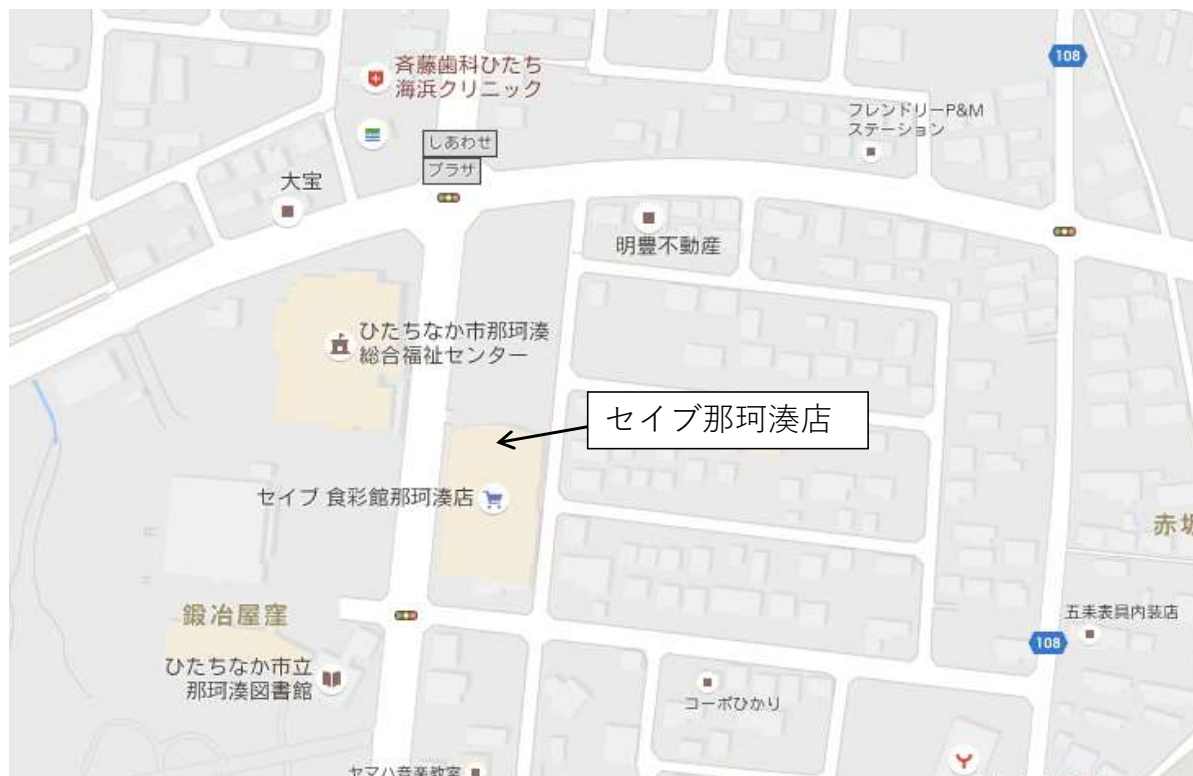 斉藤歯科ひたち
海浜クリニック
108
フレンドリーP&M
ステーション
しあわせ
プラザ
大宝
明豊不動産
ひたちなか市那珂湊
総合福祉センター
セイブ那珂湊店
セイブ 食彩館那珂湊店
赤坂
鍛冶屋窪
五来表具内装店
108
ひたちなか市立
那珂湊図書館
コーポひかり
ヤマハ音楽教室